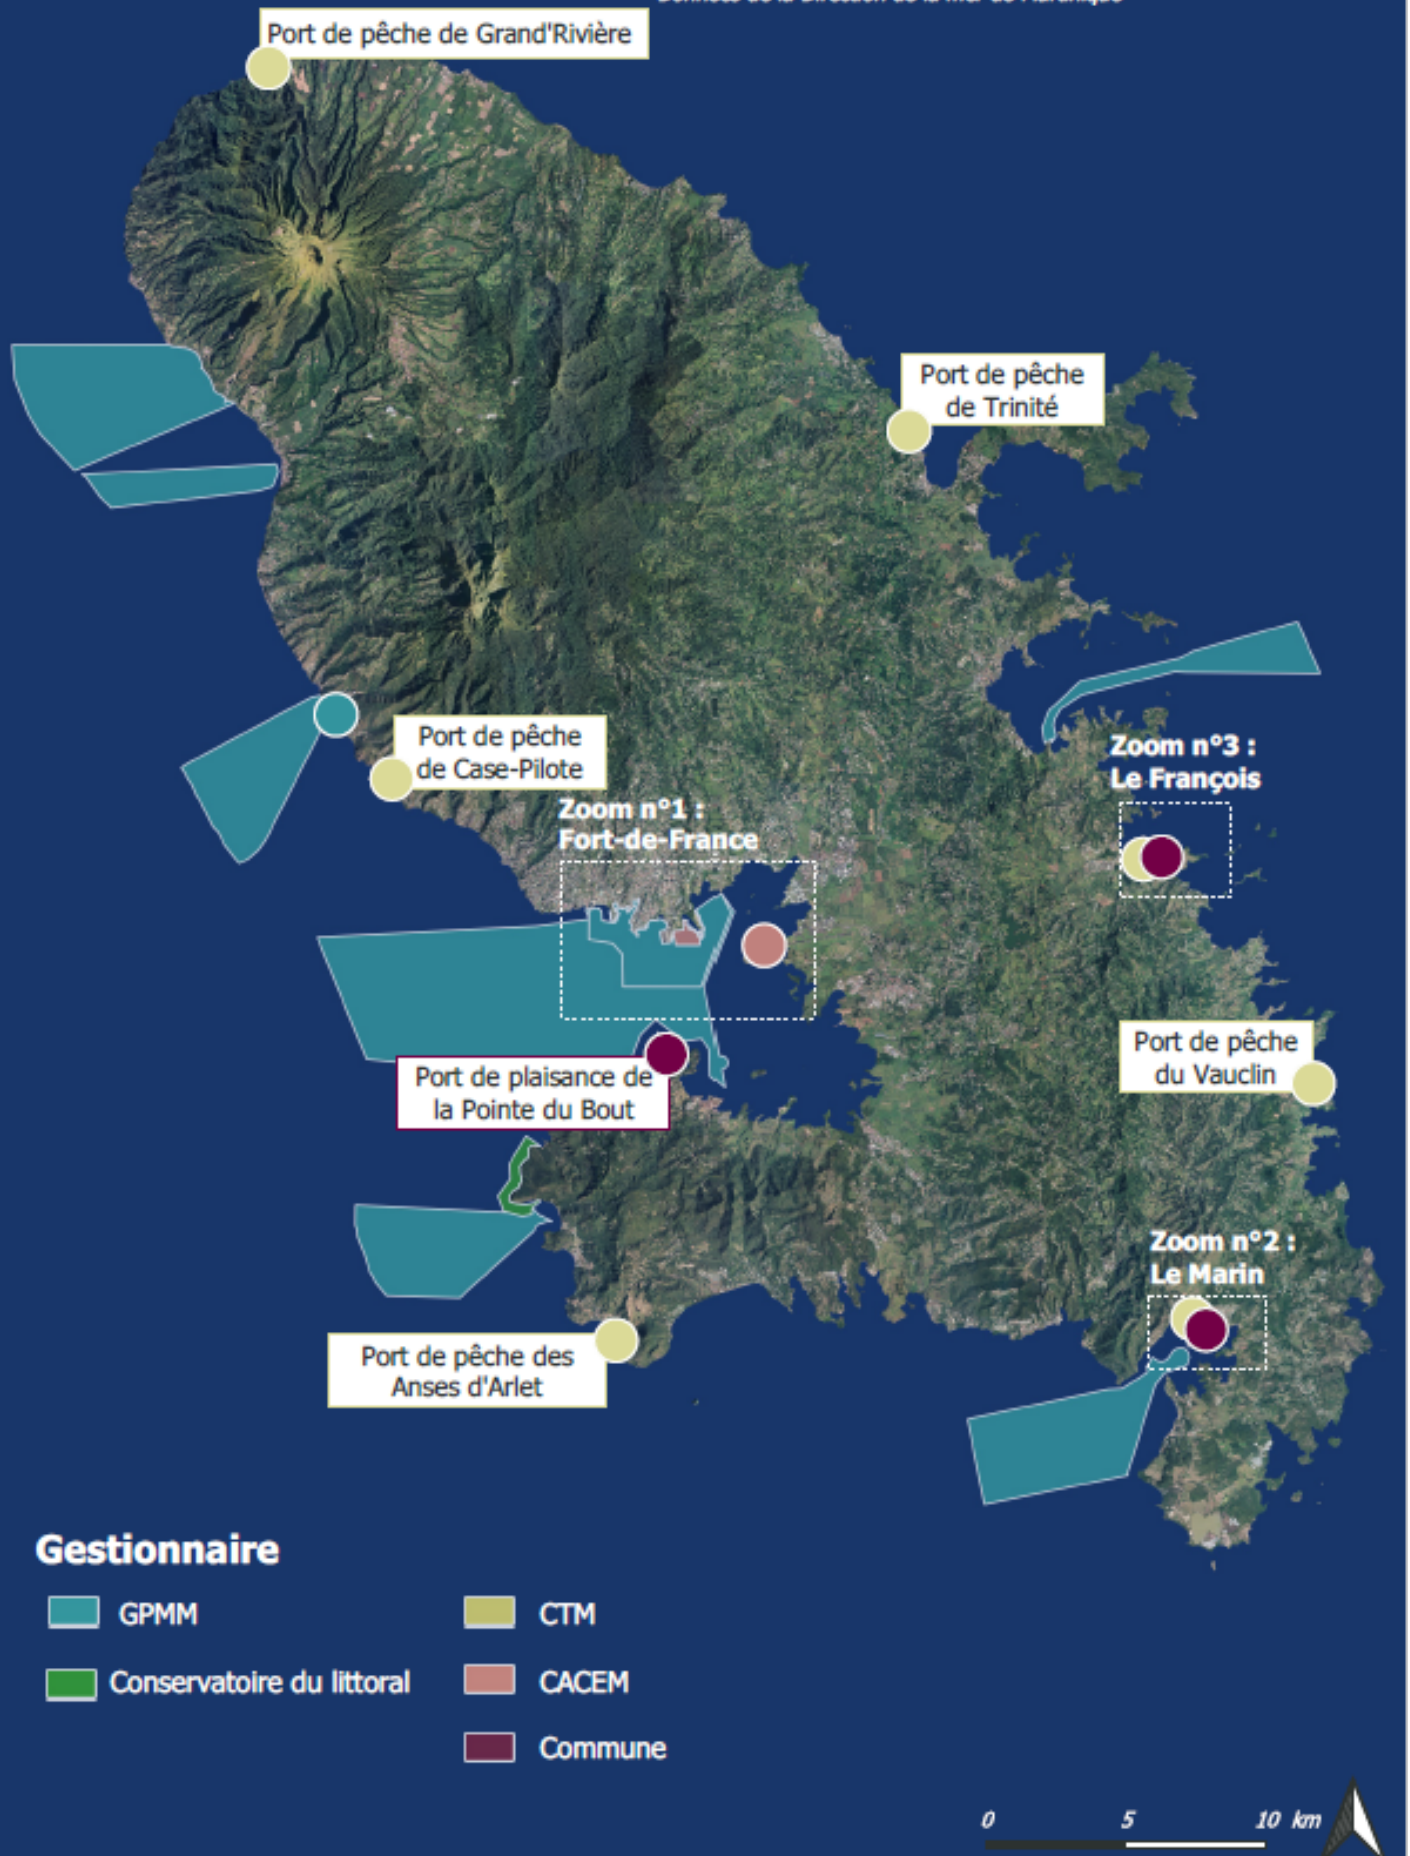 Port de pêche de Grand'Rivière
Port de pêche
de Trinité
Port de pêche
de Case-Pilote
Zoom n°3 :
Le François
Zoom n°1 :
Fort-de-France
Port de pêche
du Vauclin
Port de plaisance de
la Pointe du Bout
Zoom n°2 :
Le Marin
Port de pêche des
Anses d'Arlet
Gestionnaire
GPMM
CTM
Conservatoire du littoral
CACEM
Commune
0 5 10 km